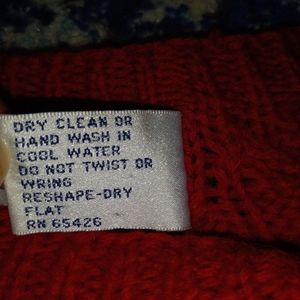 DRY CLEAN OR
HAND WASH IN
COOL WATER
DO NOT TWIST OR
WRING
RESHAPE-DRY
FLAT
RN 65426